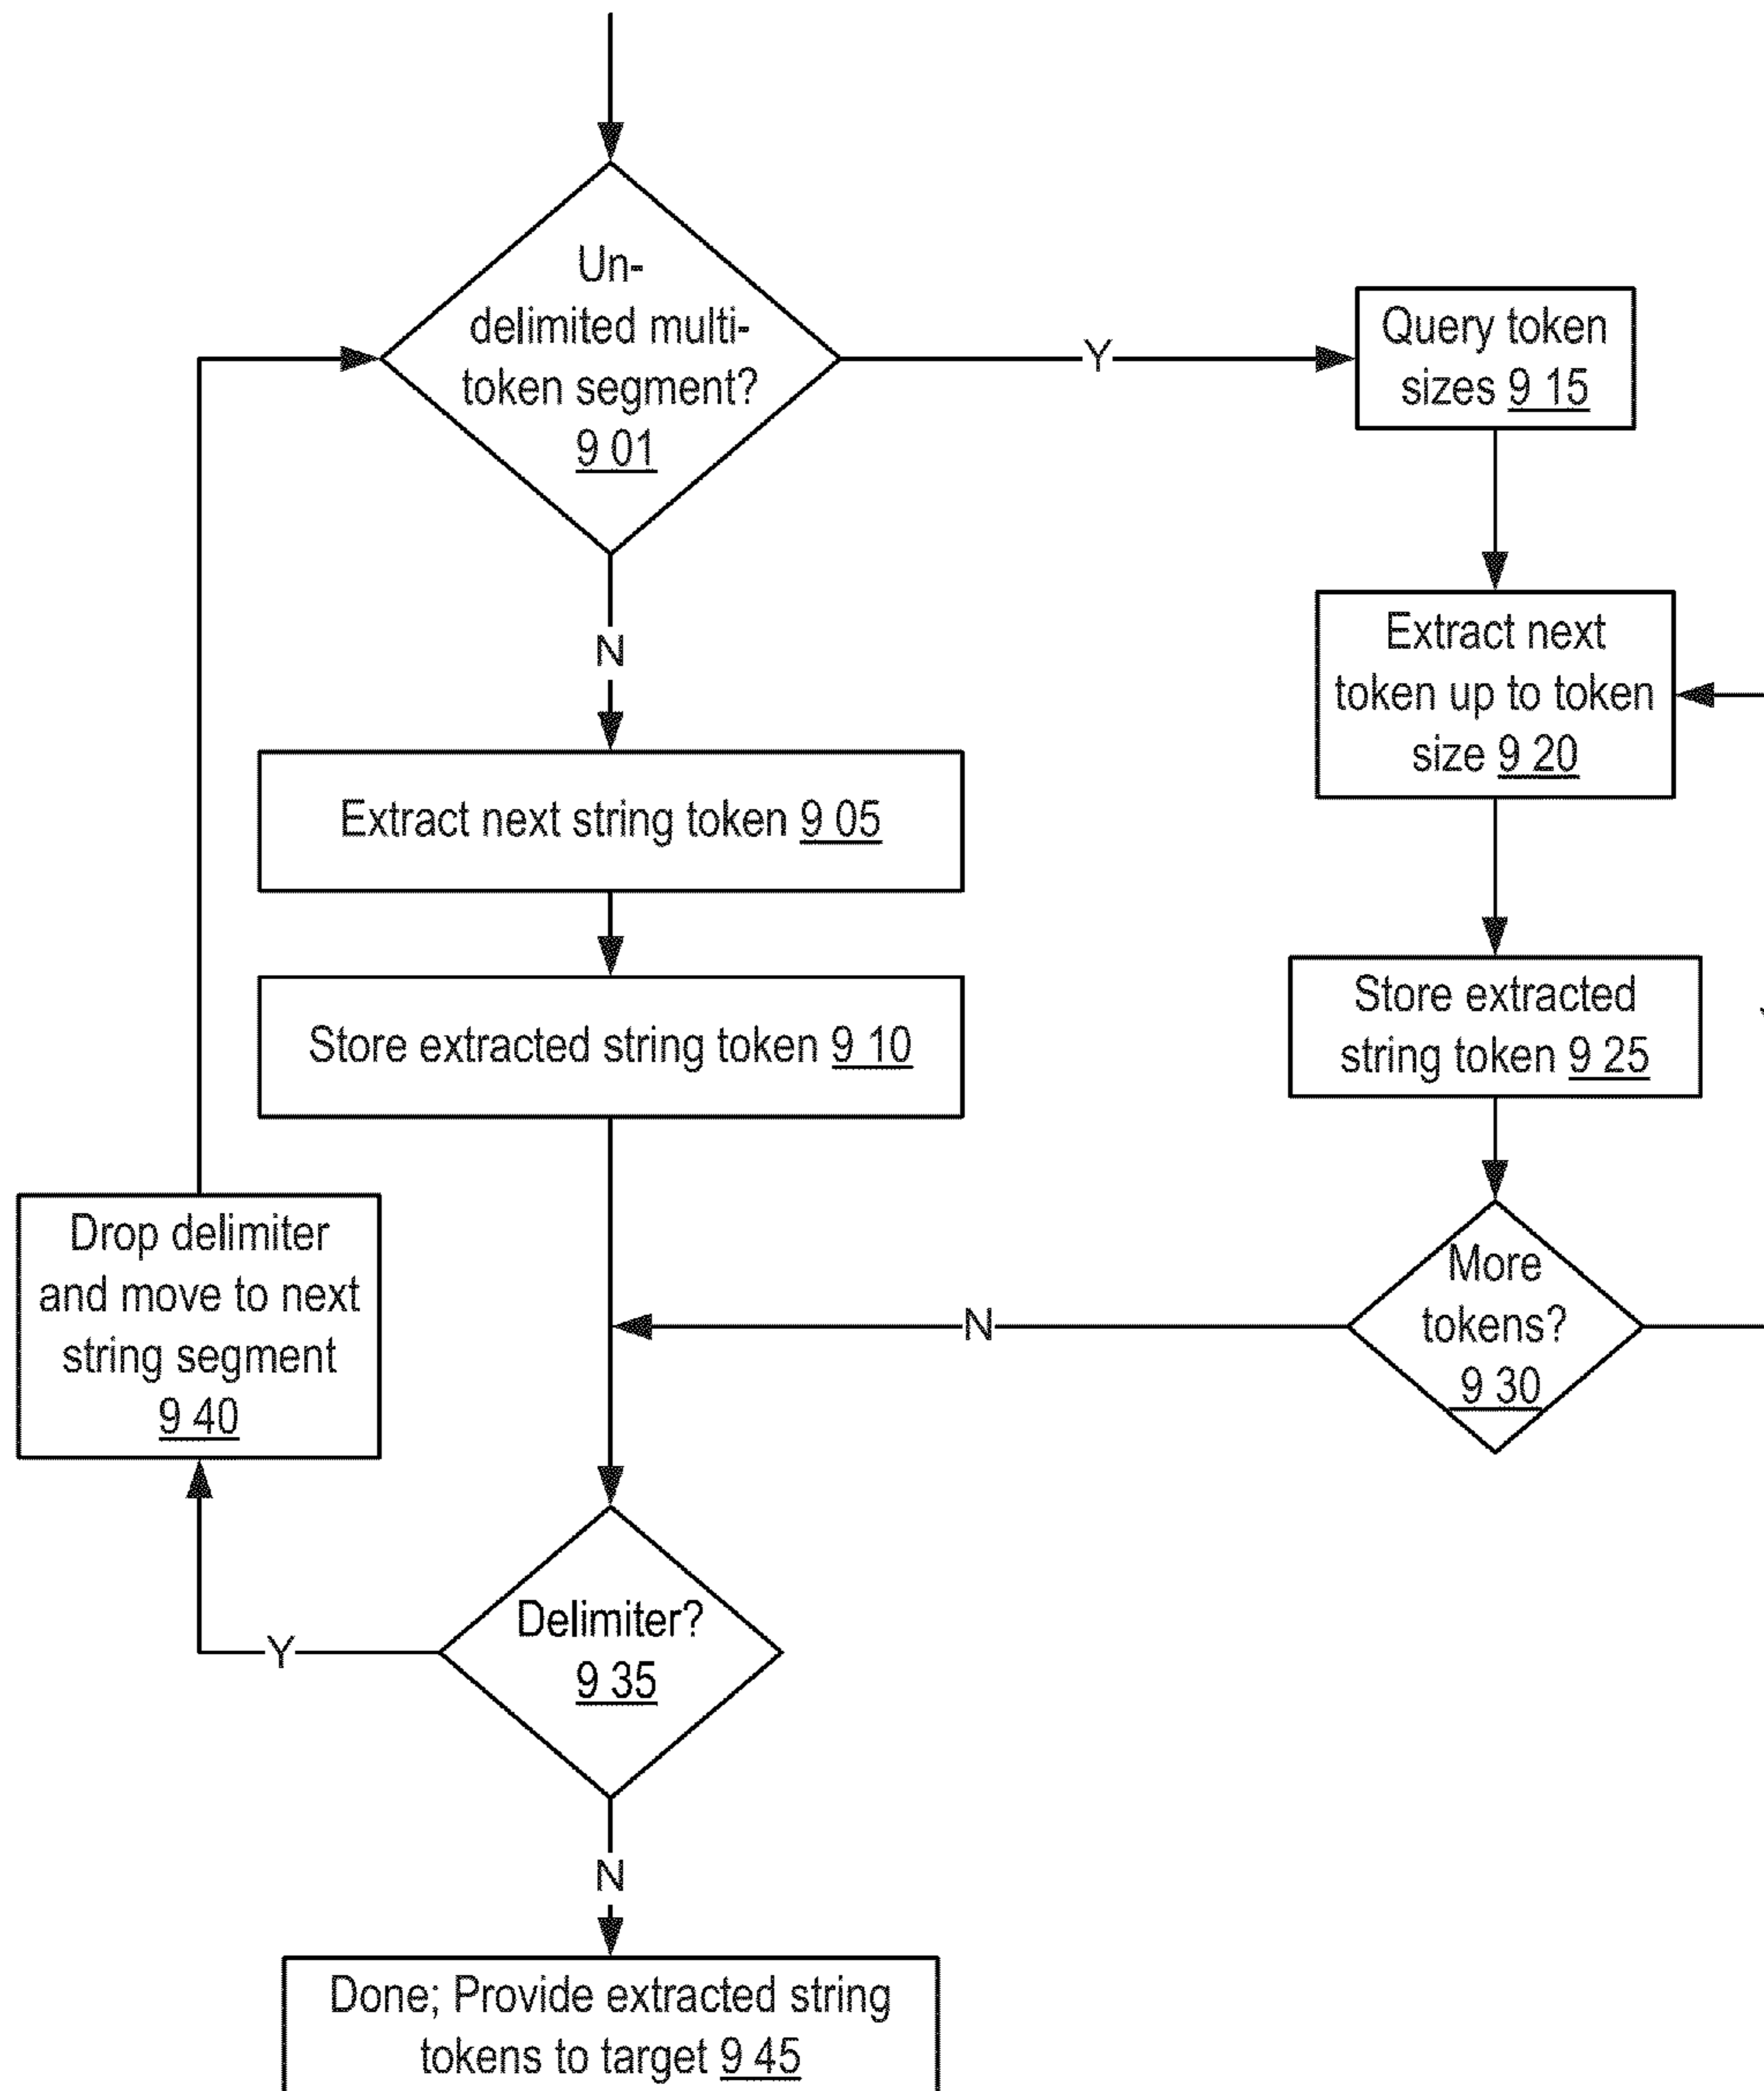 Un-
delimited multi-
token segment?
9 01
Y
Query token
sizes 9 15
N
Extract next
token up to token
size 9 20
Extract next string token 9 05
Store extracted string token 9 10
Store extracted
string token 9 25
Drop delimiter
and move to next
string segment
9 40
More
tokens?
9 30
N
Delimiter?
9 35
Y
N
Done; Provide extracted string
tokens to target 9 45